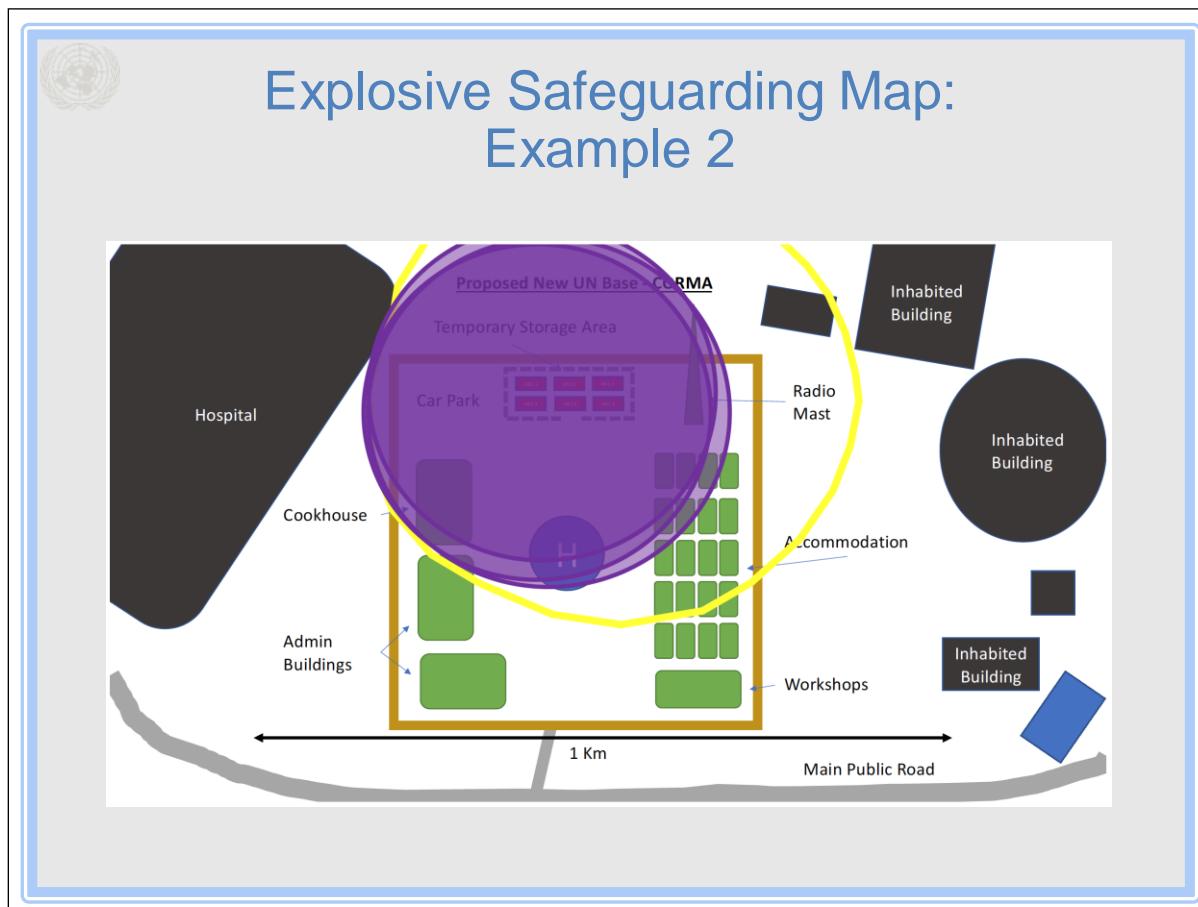 Explosive Safeguarding Map:
Example 2
Proposed New UN Base - CORMA
Temporary Storage Area
Inhabited
Building
Car Park
Radio
Mast
Hospital
Inhabited
Building
Cookhouse
H
Accommodation
Admin
Buildings
Inhabited
Building
Workshops
1 Km
Main Public Road